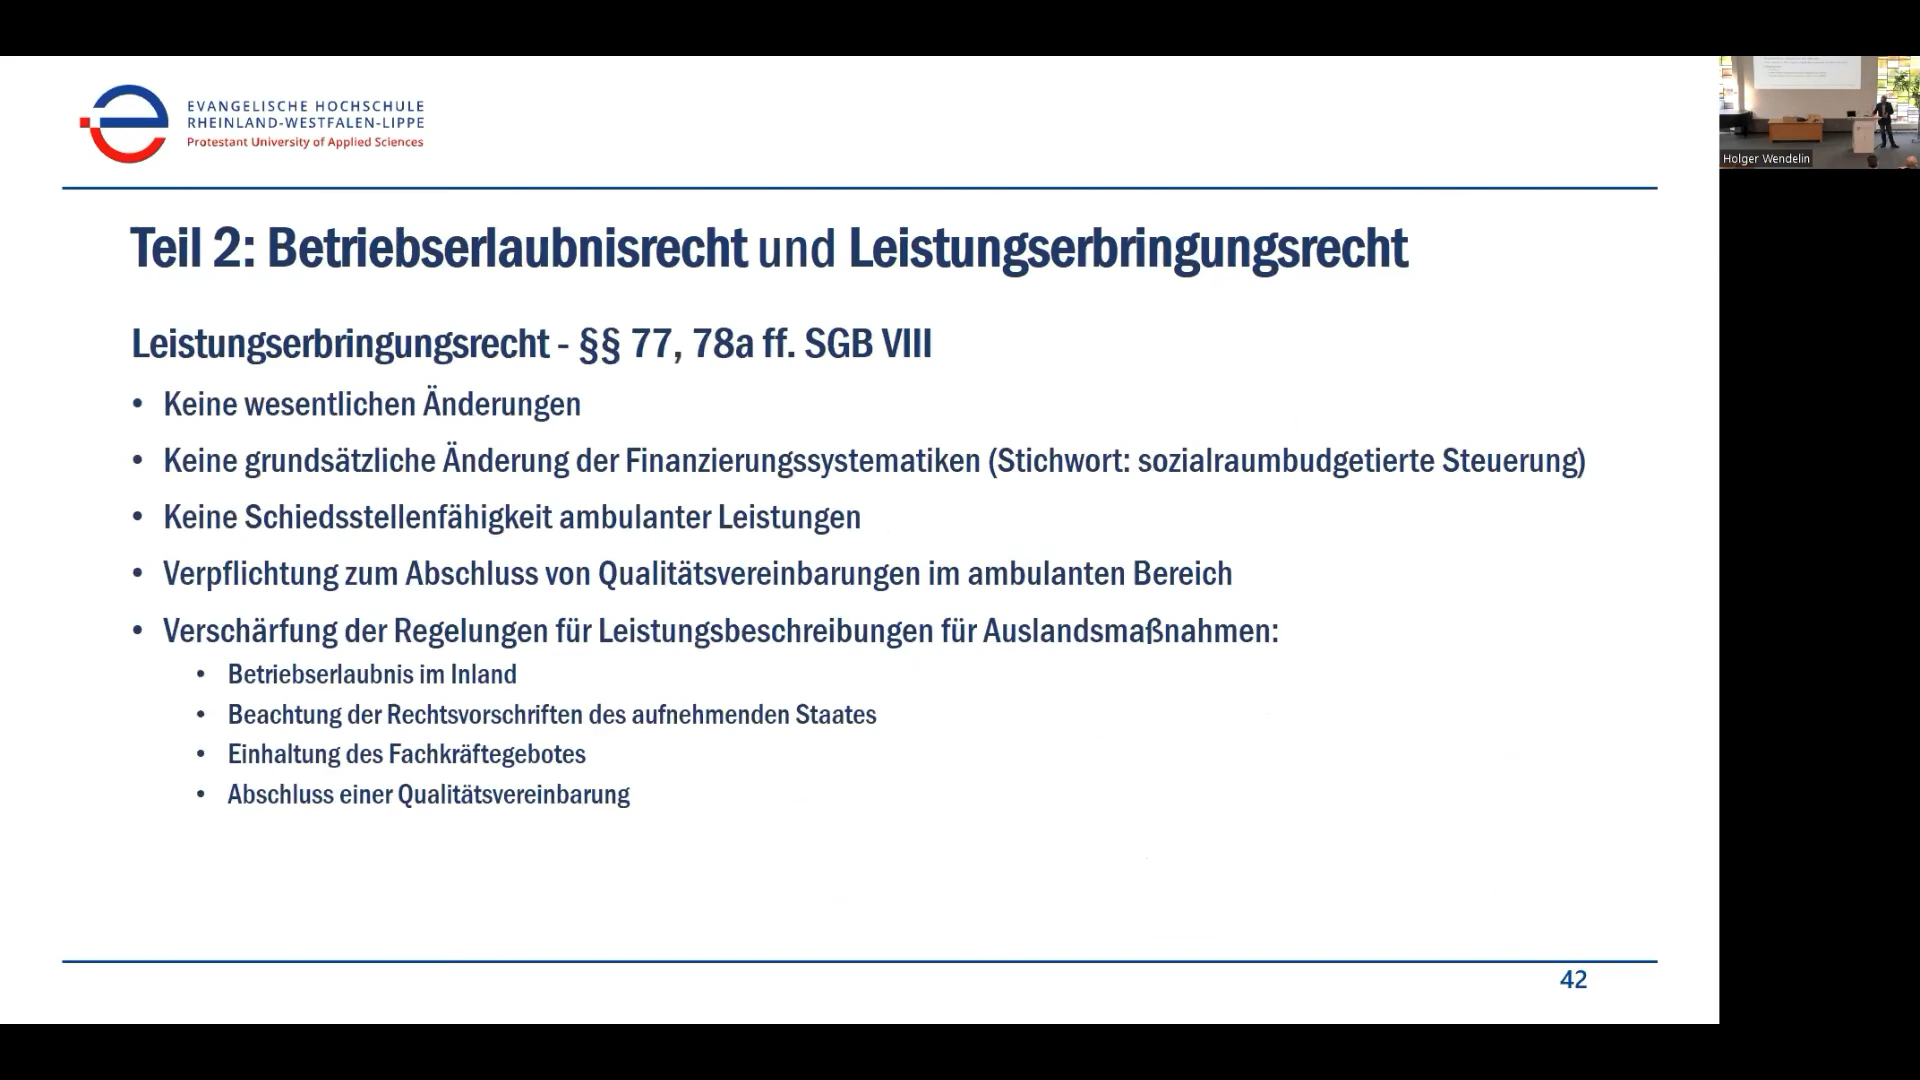 EVANGELISCHE HOCHSCHULE
RHEINLAND-WESTFALEN-LIPPE
Protestant University of Applied Sciences
Holger Wendelin
Teil 2: Betriebserlaubnisrecht und Leistungserbringungsrecht
Leistungserbringungsrecht - §§ 77, 78a ff. SGB VIII
• Keine wesentlichen Änderungen
• Keine grundsätzliche Änderung der Finanzierungssystematiken (Stichwort: sozialraumbudgetierte Steuerung)
• Keine Schiedsstellenfähigkeit ambulanter Leistungen
• Verpflichtung zum Abschluss von Qualitätsvereinbarungen im ambulanten Bereich
• Verschärfung der Regelungen für Leistungsbeschreibungen für Auslandsmaßnahmen:
• Betriebserlaubnis im Inland
• Beachtung der Rechtsvorschriften des aufnehmenden Staates
• Einhaltung des Fachkräftegebotes
• Abschluss einer Qualitätsvereinbarung
42